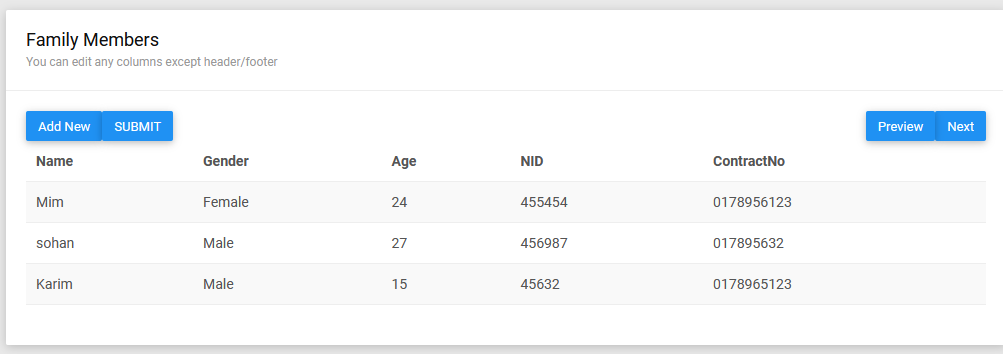 Family Members
You can edit any columns except header/footer
Add New SUBMIT Preview Next
Name Gender Age NID ContractNo
Mim Female 24 455454 0178956123
sohan Male 27 456987 017895632
Karim Male 15 45632 0178965123